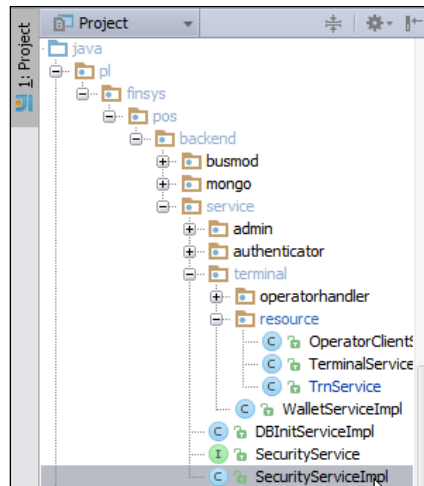 Project
1: Project
java
pl
finsys
pos
backend
busmod
mongo
service
admin
authenticator
terminal
operatorhandler
resource
C OperatorClientS
C TerminalService
C TrnService
C WalletServiceImpl
C DBInitServiceImpl
I SecurityService
C SecurityServiceImpl